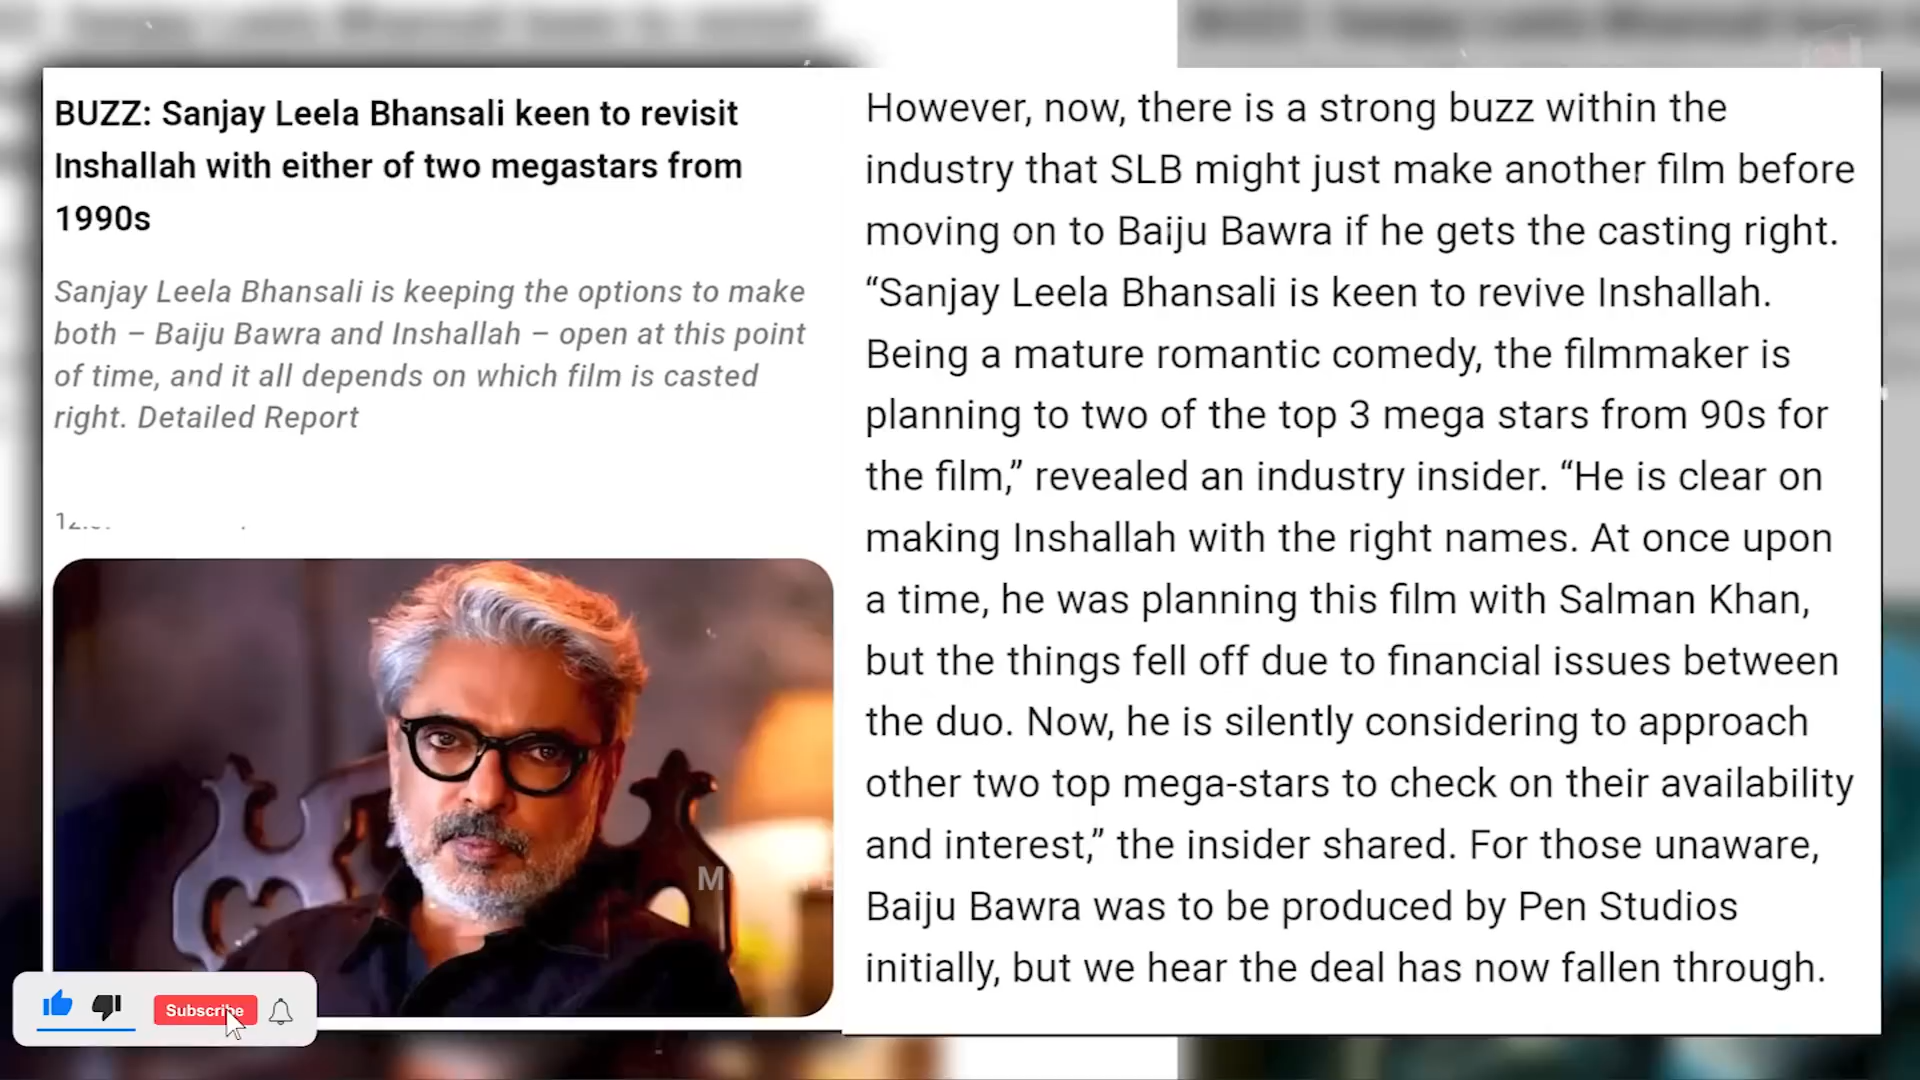 BUZZ: Sanjay Leela Bhansali keen to revisit
Inshallah with either of two megastars from
1990s
Sanjay Leela Bhansali is keeping the options to make
both – Baiju Bawra and Inshallah – open at this point
of time, and it all depends on which film is casted
right. Detailed Report
However, now, there is a strong buzz within the
industry that SLB might just make another film before
moving on to Baiju Bawra if he gets the casting right.
“Sanjay Leela Bhansali is keen to revive Inshallah.
Being a mature romantic comedy, the filmmaker is
planning to two of the top 3 mega stars from 90s for
the film,” revealed an industry insider. “He is clear on
making Inshallah with the right names. At once upon
a time, he was planning this film with Salman Khan,
but the things fell off due to financial issues between
the duo. Now, he is silently considering to approach
other two top mega-stars to check on their availability
and interest,” the insider shared. For those unaware,
Baiju Bawra was to be produced by Pen Studios
initially, but we hear the deal has now fallen through.
Subscribe